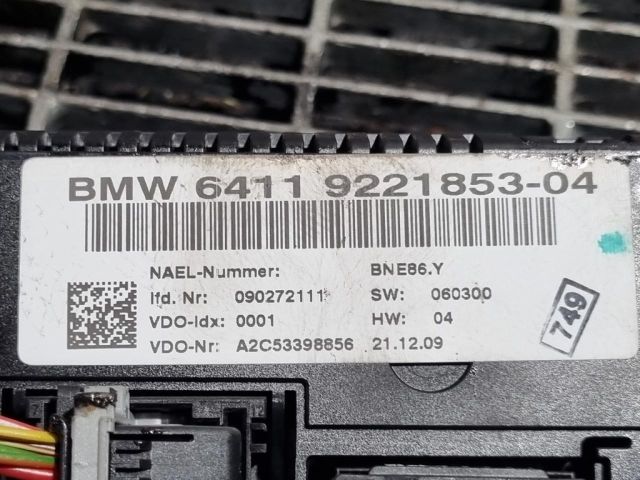 BMW 6411 9221853-04
NAEL-Nummer: BNE86.Y
lfd. Nr: 090272111 SW: 060300
VDO-Idx: 0001 HW: 04
VDO-Nr: A2C53398856 21.12.09
749